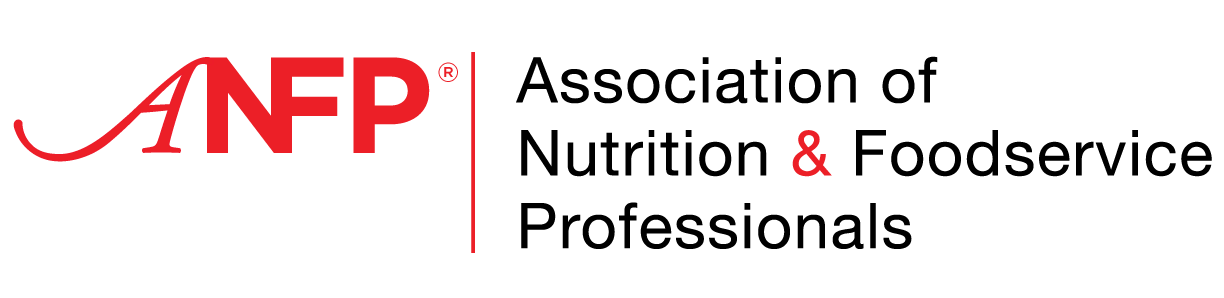 ANFP®
Association of
Nutrition & Foodservice
Professionals